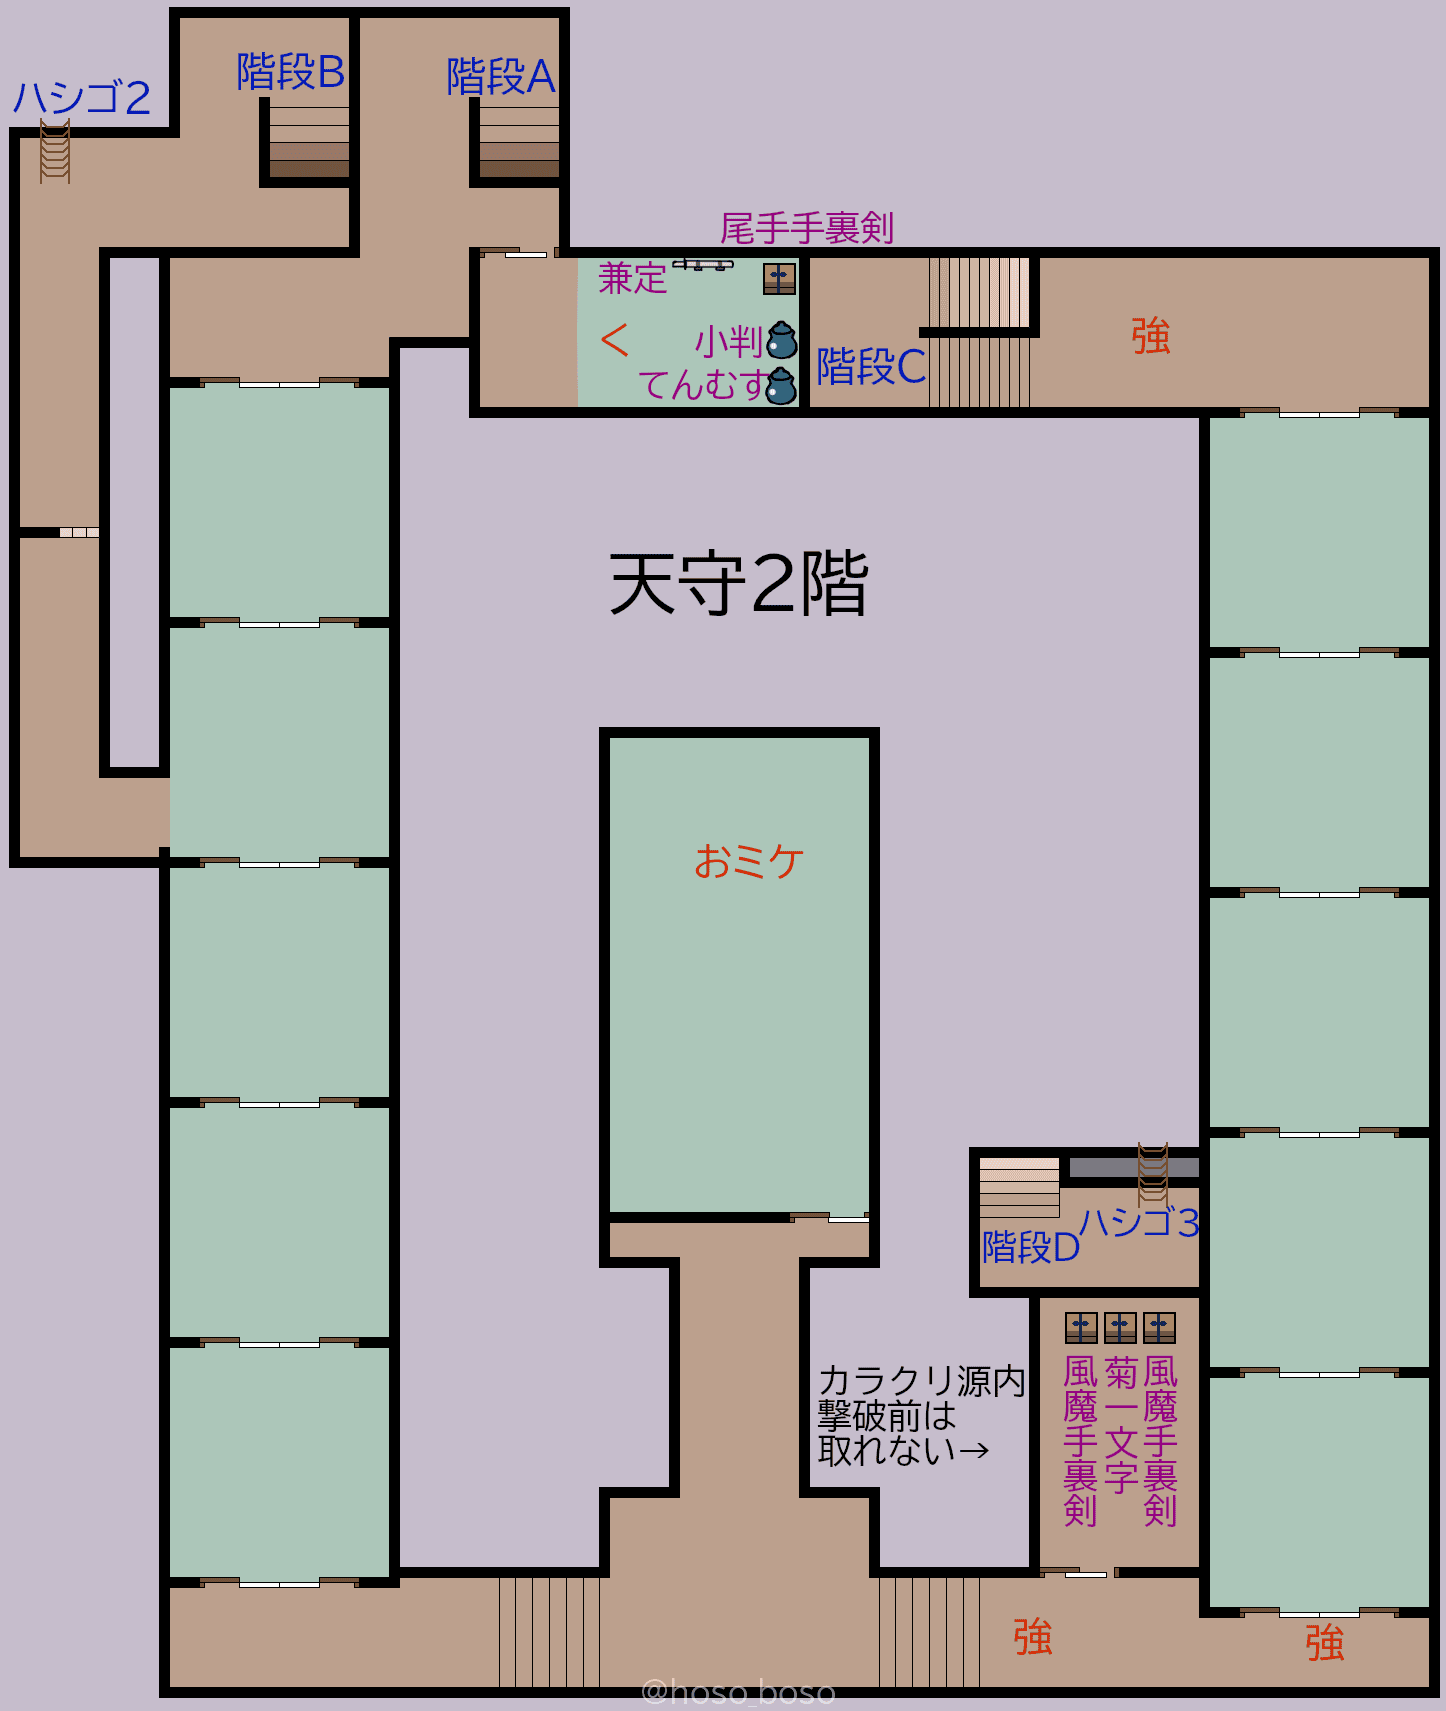 階段B
階段A
ハシゴ2
尾手手裏剣
兼定
く
小判
てんむす
階段C
強
天守2階
おミケ
ハシゴ3
階段D
カラクリ源内
撃破前は
取れない→
風魔手裏剣
菊一文字
風魔手裏剣
強
強
@hoso_boso